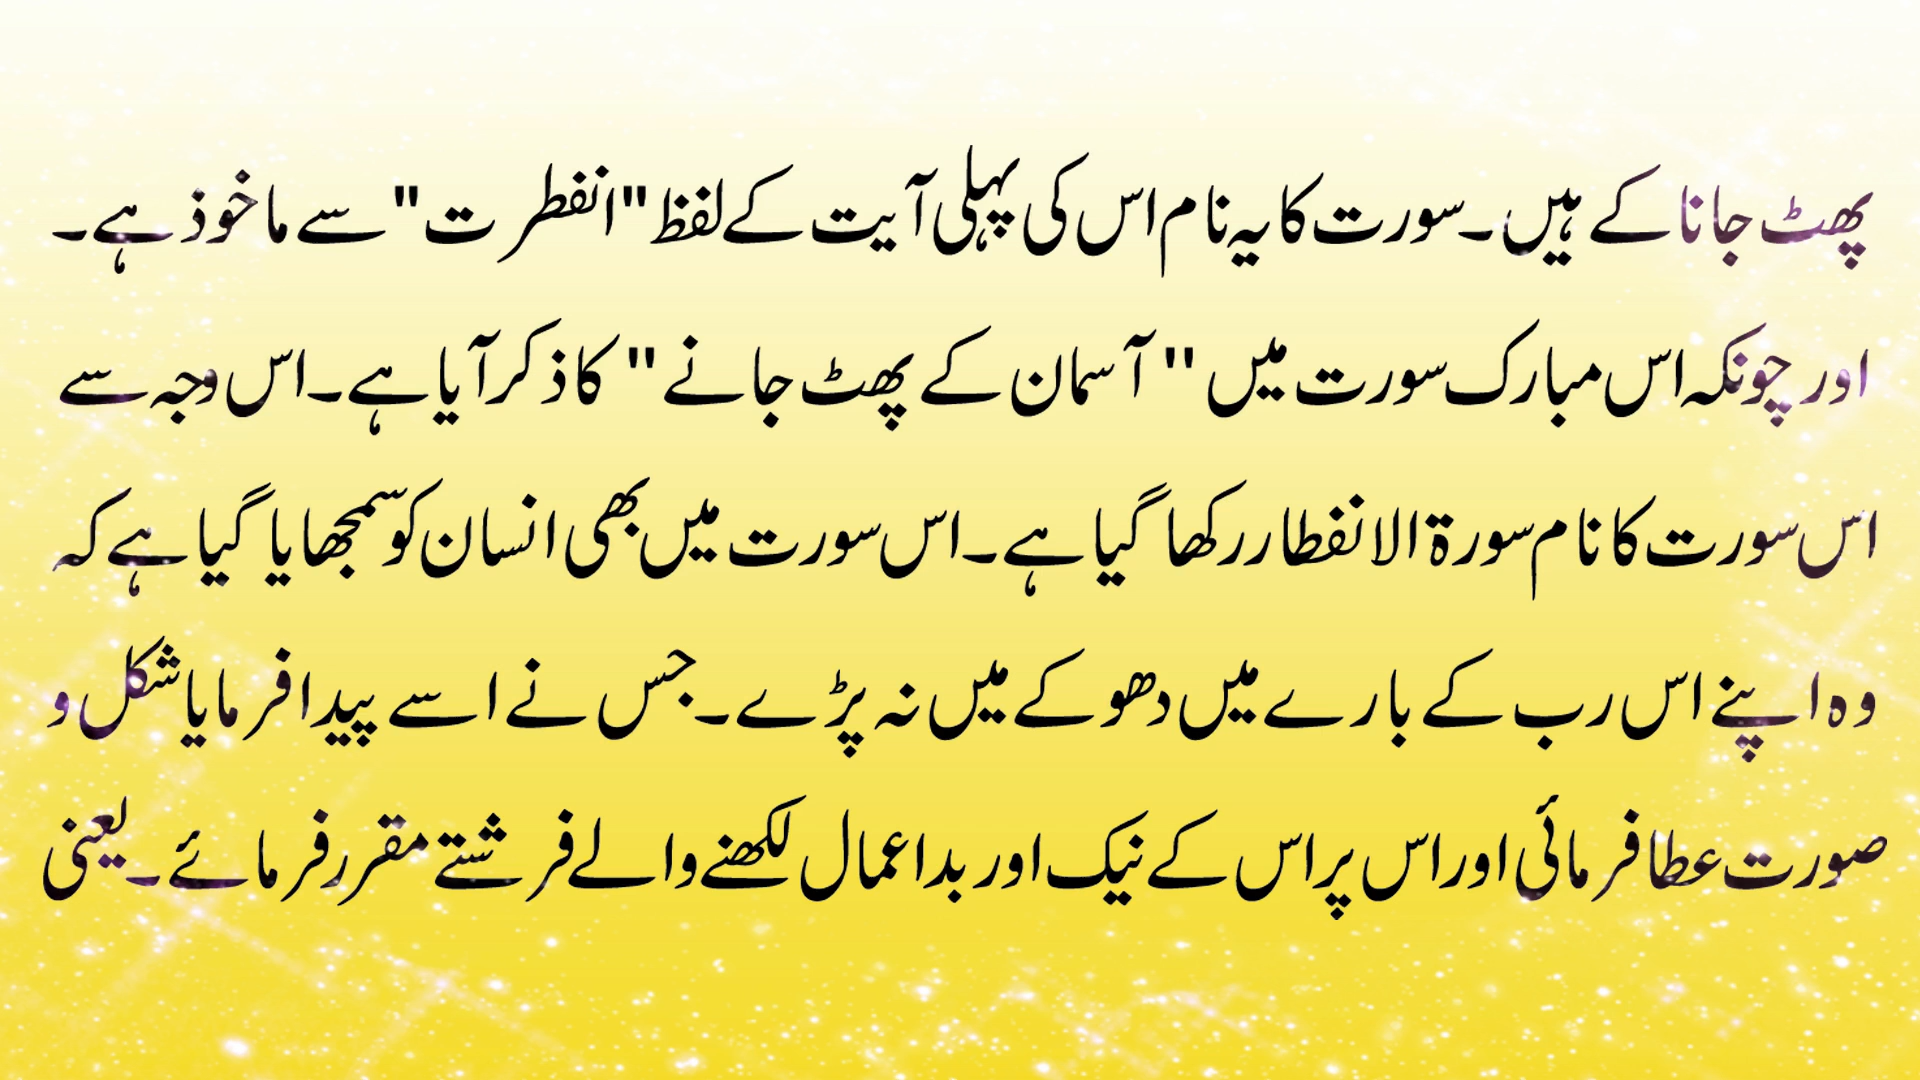 پھٹ جانا کے ہیں۔ سورت کا یہ نام اس کی پہلی آیت کے لفظ "انفطرت" سے ماخوذ ہے۔
اور چونکہ اس مبارک سورت میں '' آسمان کے پھٹ جانے '' کا ذکر آیا ہے۔ اس وجہ سے
اس سورت کا نام سورۃ الانفطار رکھا گیا ہے۔ اس سورت میں بھی انسان کو سمجھایا گیا ہے کہ
وہ اپنے اس رب کے بارے میں دھوکے میں نہ پڑے۔ جس نے اسے پیدا فرمایا شکل و
صورت عطا فرمائی اور اس پر اس کے نیک اور بد اعمال لکھنے والے فرشتے مقرر فرمائے۔ یعنی